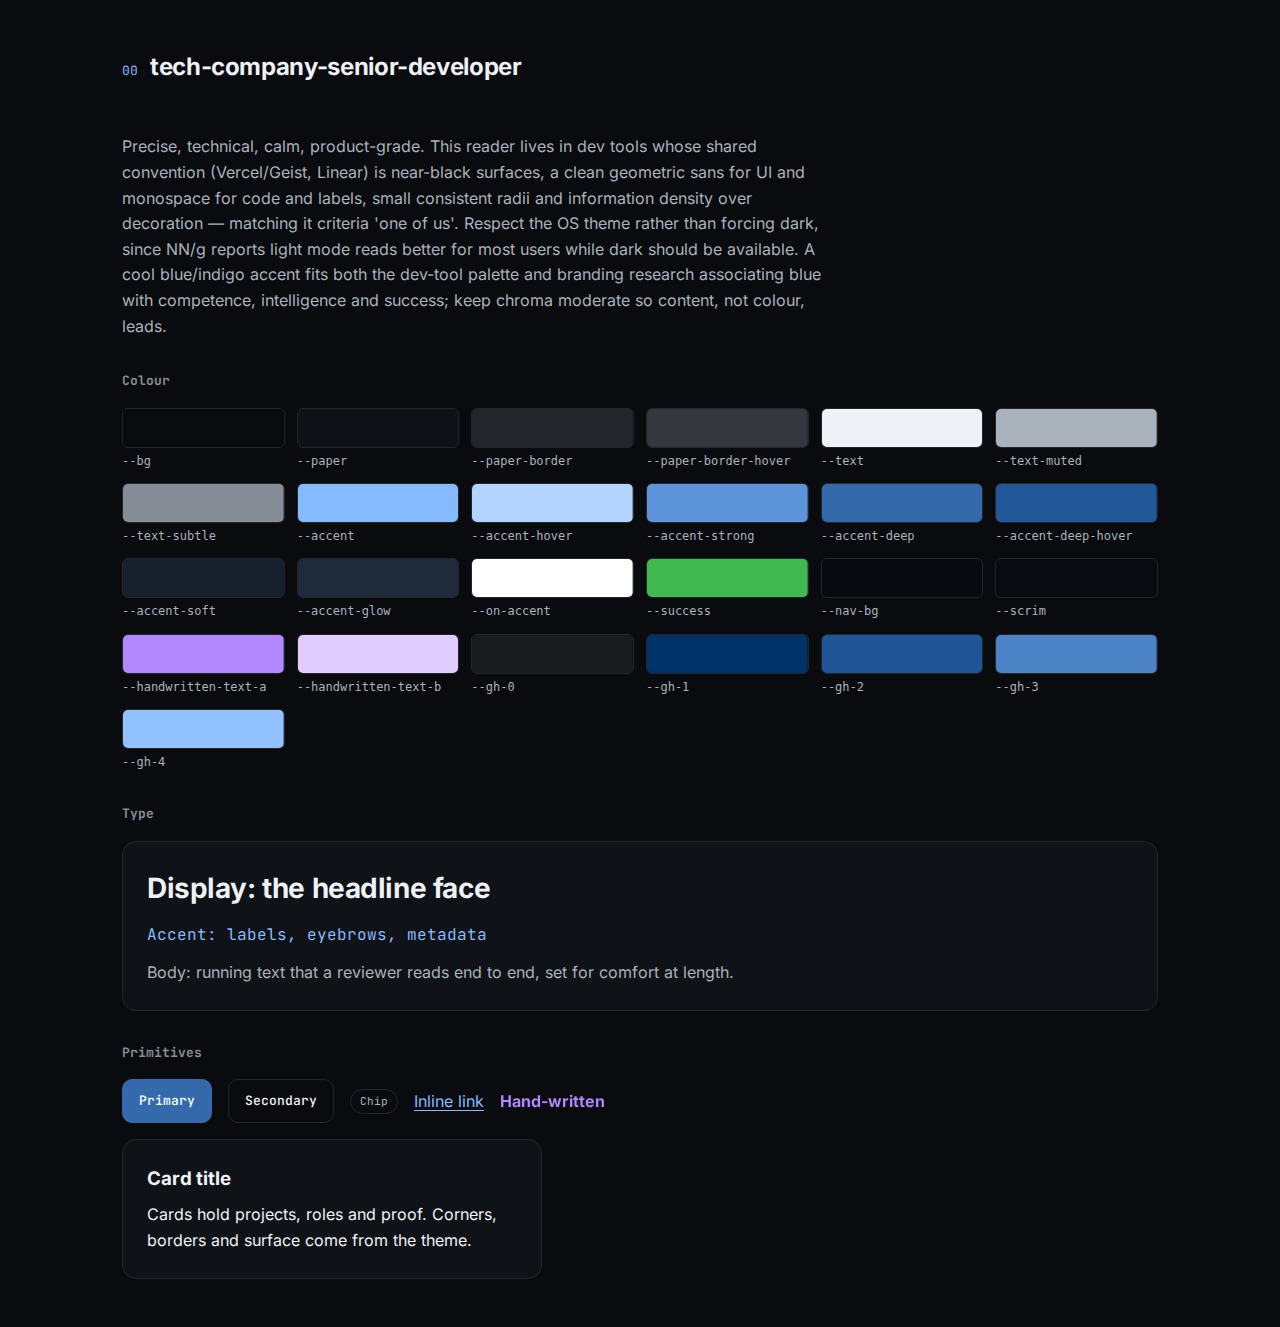 00 tech-company-senior-developer
Precise, technical, calm, product-grade. This reader lives in dev tools whose shared
convention (Vercel/Geist, Linear) is near-black surfaces, a clean geometric sans for UI and
monospace for code and labels, small consistent radii and information density over
decoration — matching it criteria 'one of us'. Respect the OS theme rather than forcing dark,
since NN/g reports light mode reads better for most users while dark should be available. A
cool blue/indigo accent fits both the dev-tool palette and branding research associating blue
with competence, intelligence and success; keep chroma moderate so content, not colour,
leads.
Colour
--bg --paper --paper-border --paper-border-hover --text --text-muted
--text-subtle --accent --accent-hover --accent-strong --accent-deep --accent-deep-hover
--accent-soft --accent-glow --on-accent --success --nav-bg --scrim
--handwritten-text-a --handwritten-text-b --gh-0 --gh-1 --gh-2 --gh-3
--gh-4
Type
Display: the headline face
Accent: labels, eyebrows, metadata
Body: running text that a reviewer reads end to end, set for comfort at length.
Primitives
Primary Secondary Chip Inline link Hand-written
Card title
Cards hold projects, roles and proof. Corners,
borders and surface come from the theme.